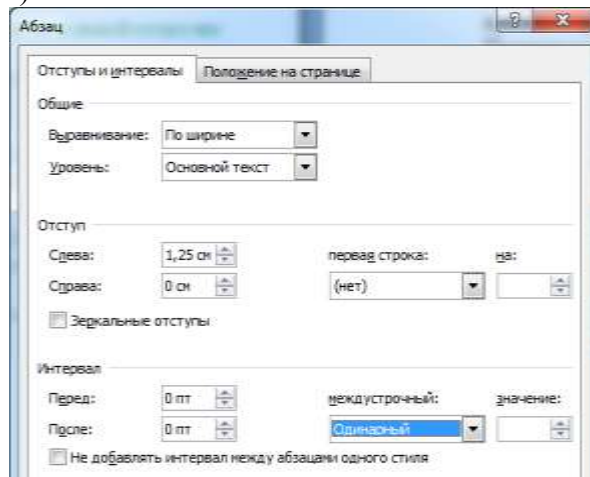 Абзац
Отступы и интервалы Положение на странице
Общие
Выравнивание: По ширине
Уровень: Основной текст
Отступ
Слева: 1,25 см первая строка: на:
Справа: 0 см (нет)
Зеркальные отступы
Интервал
Перед: 0 пт междустрочный: значение:
После: 0 пт Одинарный
Не добавлять интервал между абзацами одного стиля